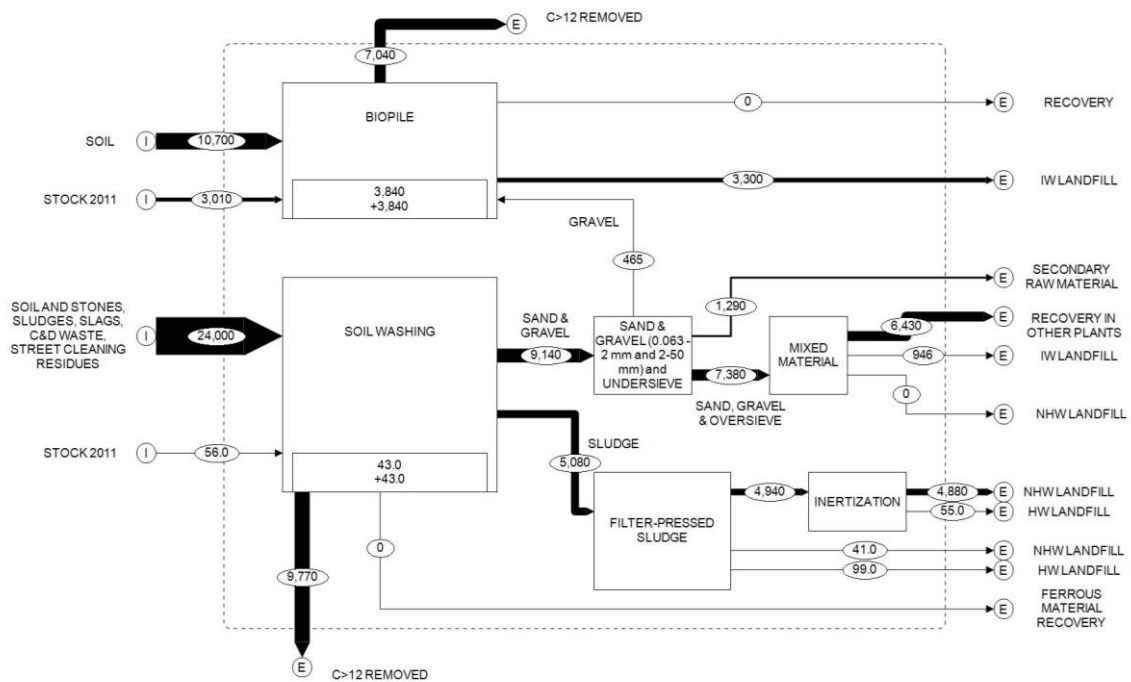 C>12 REMOVED
E
7,040
BIOPILE
0
E
RECOVERY
SOIL
I
10,700
3,300
E
IW LANDFILL
STOCK 2011
I
3,010
3,840
+3,840
GRAVEL
465
SECONDARY
RAW MATERIAL
E
1,290
SOIL AND STONES,
SLUDGES, SLAGS,
C&D WASTE,
STREET CLEANING
RESIDUES
I
24,000
SOIL WASHING
SAND &
GRAVEL
9,140
SAND &
GRAVEL (0.063 -
2 mm and 2-50
mm) and
UNDERSIEVE
7,380
SAND, GRAVEL
& OVERSIEVE
MIXED
MATERIAL
6,430
E
RECOVERY IN
OTHER PLANTS
946
E
IW LANDFILL
0
E
NHW LANDFILL
STOCK 2011
I
56.0
43.0
+43.0
SLUDGE
5,080
FILTER-PRESSED
SLUDGE
4,940
INERTIZATION
4,880
E
NHW LANDFILL
55.0
E
HW LANDFILL
41.0
E
NHW LANDFILL
99.0
E
HW LANDFILL
0
E
FERROUS
MATERIAL
RECOVERY
9,770
E
C>12 REMOVED